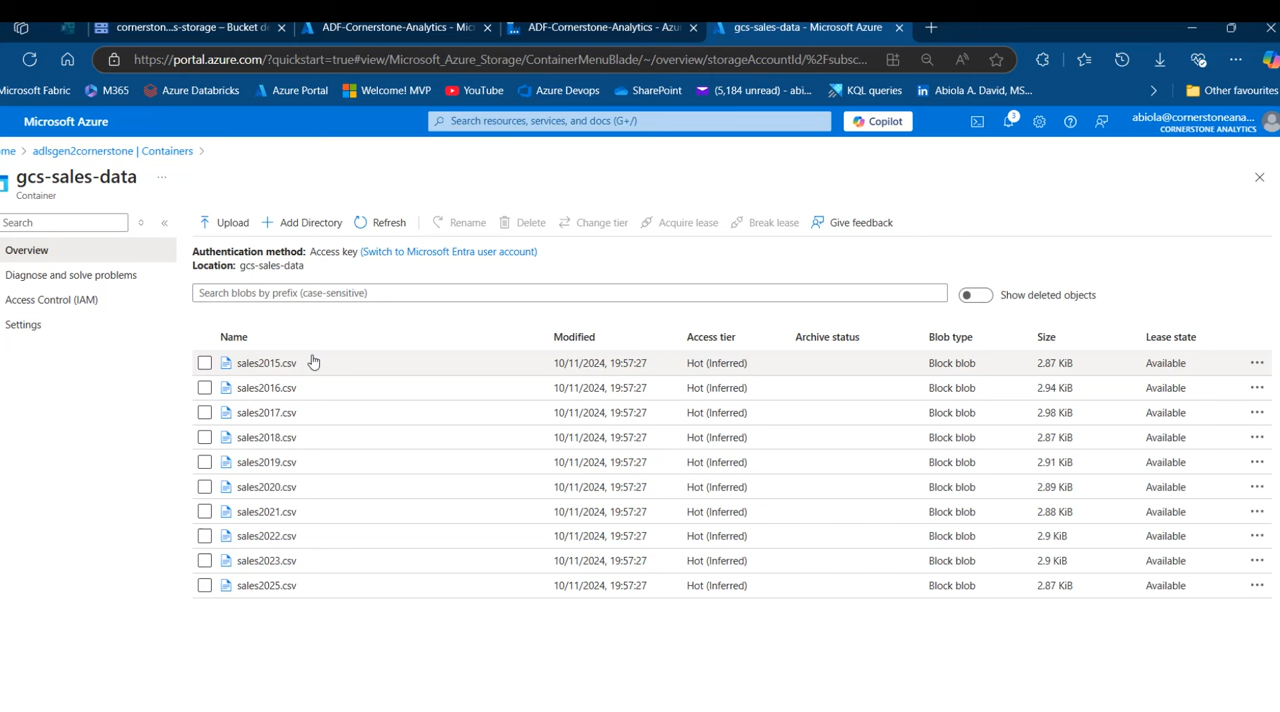 cornerston...s-storage – Bucket de
ADF-Cornerstone-Analytics - Mic
ADF-Cornerstone-Analytics - Azu
gcs-sales-data - Microsoft Azure
https://portal.azure.com/?quickstart=true#view/Microsoft_Azure_Storage/ContainerMenuBlade/~/overview/storageAccountId/%2Fsubsc...
Microsoft Fabric
M365
Azure Databricks
Azure Portal
Welcome! MVP
YouTube
Azure Devops
SharePoint
(5,184 unread) - abi...
KQL queries
Abiola A. David, MS...
Other favourites
Microsoft Azure
Search resources, services, and docs (G+/)
Copilot
3
abiola@cornerstoneana...
CORNERSTONE ANALYTICS
ome > adlsgen2cornerstone | Containers >
gcs-sales-data ...
Container
Search
Overview
Diagnose and solve problems
Access Control (IAM)
Settings
Upload
Add Directory
Refresh
Rename
Delete
Change tier
Acquire lease
Break lease
Give feedback
Authentication method: Access key (Switch to Microsoft Entra user account)
Location: gcs-sales-data
Search blobs by prefix (case-sensitive)
Show deleted objects
Name Modified Access tier Archive status Blob type Size Lease state
sales2015.csv 10/11/2024, 19:57:27 Hot (Inferred) Block blob 2.87 KiB Available ...
sales2016.csv 10/11/2024, 19:57:27 Hot (Inferred) Block blob 2.94 KiB Available ...
sales2017.csv 10/11/2024, 19:57:27 Hot (Inferred) Block blob 2.98 KiB Available ...
sales2018.csv 10/11/2024, 19:57:27 Hot (Inferred) Block blob 2.87 KiB Available ...
sales2019.csv 10/11/2024, 19:57:27 Hot (Inferred) Block blob 2.91 KiB Available ...
sales2020.csv 10/11/2024, 19:57:27 Hot (Inferred) Block blob 2.89 KiB Available ...
sales2021.csv 10/11/2024, 19:57:27 Hot (Inferred) Block blob 2.88 KiB Available ...
sales2022.csv 10/11/2024, 19:57:27 Hot (Inferred) Block blob 2.9 KiB Available ...
sales2023.csv 10/11/2024, 19:57:27 Hot (Inferred) Block blob 2.9 KiB Available ...
sales2025.csv 10/11/2024, 19:57:27 Hot (Inferred) Block blob 2.87 KiB Available ...